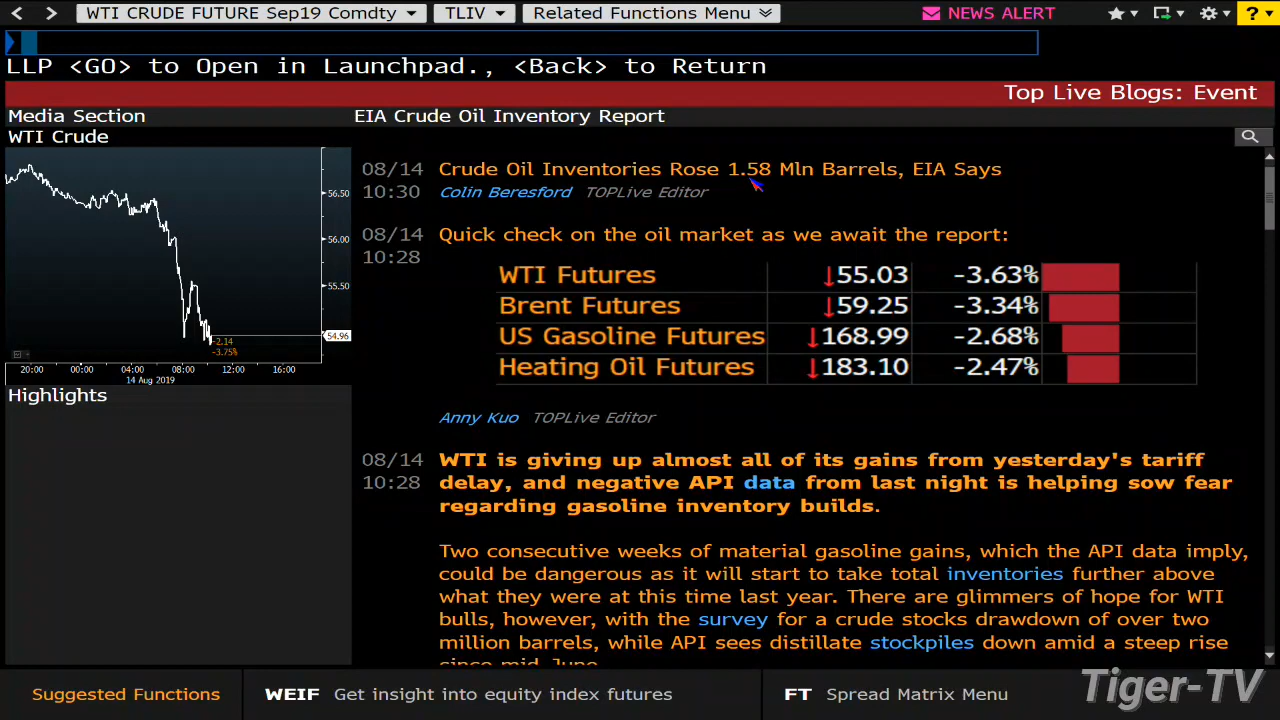 WTI CRUDE FUTURE Sep19 Comdty TLIV Related Functions Menu NEWS ALERT ?
LLP <GO> to Open in Launchpad., <Back> to Return
Top Live Blogs: Event
Media Section EIA Crude Oil Inventory Report
WTI Crude
56.50
56.00
55.50
54.96
-2.14
-3.75%
20:00 00:00 04:00 08:00 12:00 16:00
14 Aug 2019
Highlights
08/14 Crude Oil Inventories Rose 1.58 Mln Barrels, EIA Says
10:30 Colin Beresford TOPLive Editor
08/14 Quick check on the oil market as we await the report:
10:28
WTI Futures ↓55.03 -3.63%
Brent Futures ↓59.25 -3.34%
US Gasoline Futures ↓168.99 -2.68%
Heating Oil Futures ↓183.10 -2.47%
Anny Kuo TOPLive Editor
08/14 WTI is giving up almost all of its gains from yesterday's tariff
10:28 delay, and negative API data from last night is helping sow fear
regarding gasoline inventory builds.
Two consecutive weeks of material gasoline gains, which the API data imply,
could be dangerous as it will start to take total inventories further above
what they were at this time last year. There are glimmers of hope for WTI
bulls, however, with the survey for a crude stocks drawdown of over two
million barrels, while API sees distillate stockpiles down amid a steep rise
since mid June
Suggested Functions WEIF Get insight into equity index futures FT Spread Matrix Menu
Tiger-TV